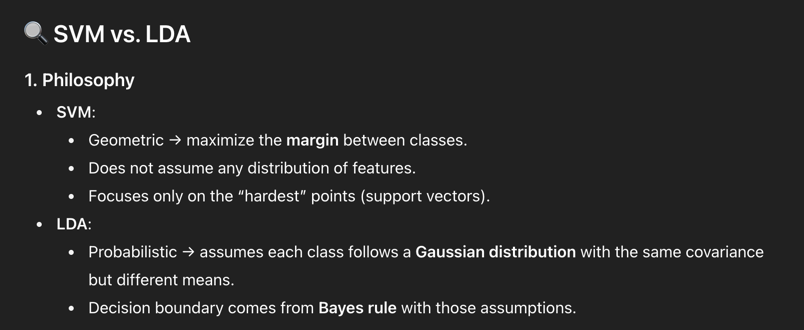 🔍 SVM vs. LDA
1. Philosophy
• SVM:
• Geometric → maximize the margin between classes.
• Does not assume any distribution of features.
• Focuses only on the “hardest” points (support vectors).
• LDA:
• Probabilistic → assumes each class follows a Gaussian distribution with the same covariance
but different means.
• Decision boundary comes from Bayes rule with those assumptions.